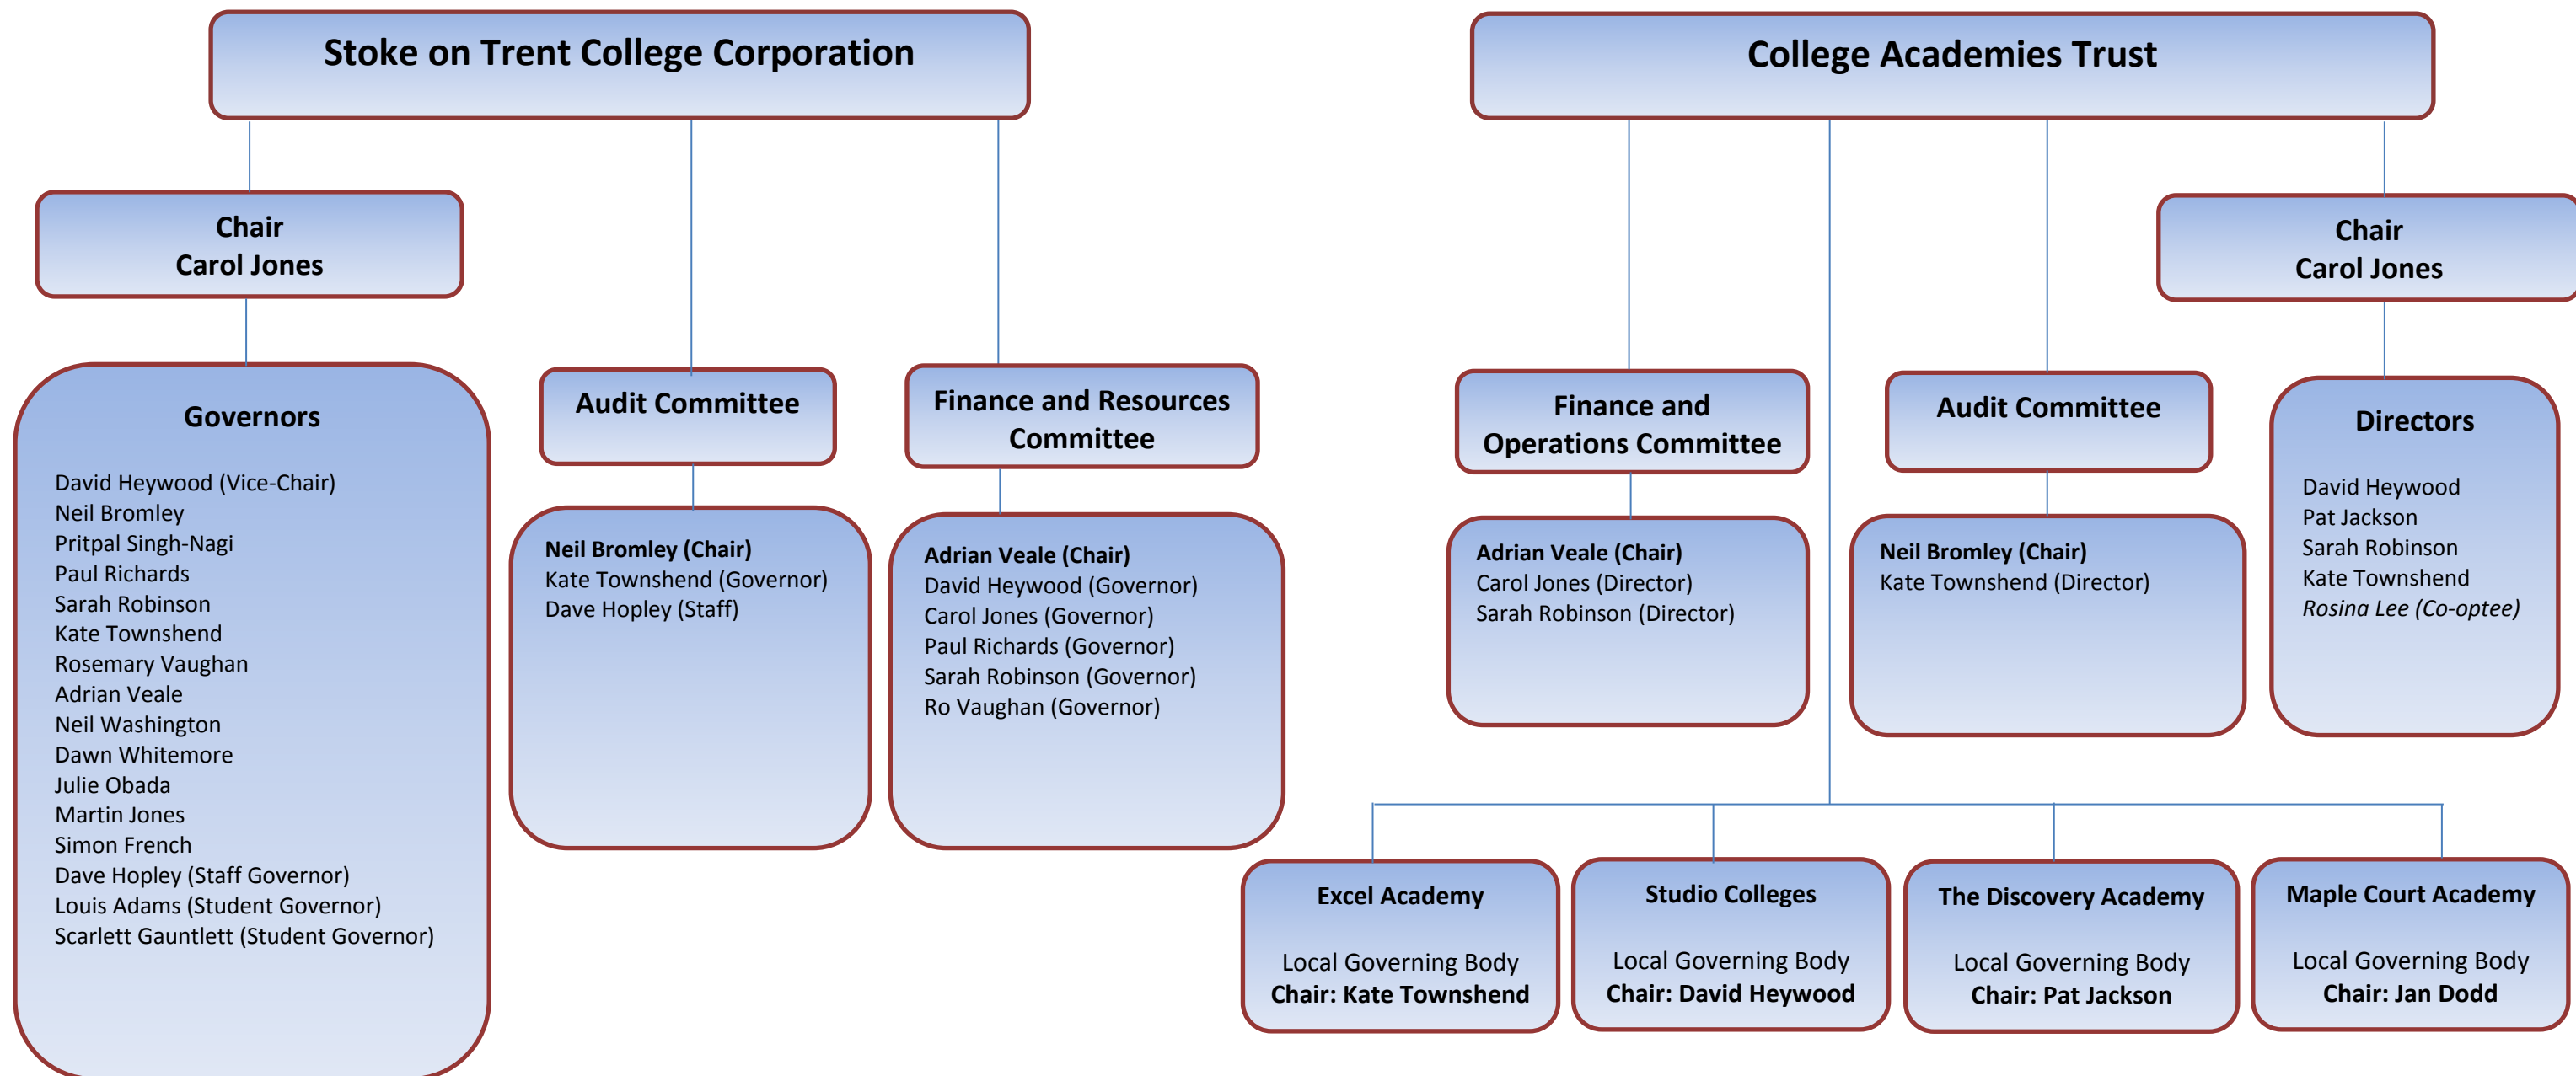 Stoke on Trent College Corporation
College Academies Trust
Chair
Carol Jones
Chair
Carol Jones
Governors
David Heywood (Vice-Chair)
Neil Bromley
Pritpal Singh-Nagi
Paul Richards
Sarah Robinson
Kate Townshend
Rosemary Vaughan
Adrian Veale
Neil Washington
Dawn Whitemore
Julie Obada
Martin Jones
Simon French
Dave Hopley (Staff Governor)
Louis Adams (Student Governor)
Scarlett Gauntlett (Student Governor)
Audit Committee
Neil Bromley (Chair)
Kate Townshend (Governor)
Dave Hopley (Staff)
Finance and Resources
Committee
Adrian Veale (Chair)
David Heywood (Governor)
Carol Jones (Governor)
Paul Richards (Governor)
Sarah Robinson (Governor)
Ro Vaughan (Governor)
Finance and
Operations Committee
Adrian Veale (Chair)
Carol Jones (Director)
Sarah Robinson (Director)
Audit Committee
Neil Bromley (Chair)
Kate Townshend (Director)
Directors
David Heywood
Pat Jackson
Sarah Robinson
Kate Townshend
Rosina Lee (Co-optee)
Excel Academy
Local Governing Body
Chair: Kate Townshend
Studio Colleges
Local Governing Body
Chair: David Heywood
The Discovery Academy
Local Governing Body
Chair: Pat Jackson
Maple Court Academy
Local Governing Body
Chair: Jan Dodd